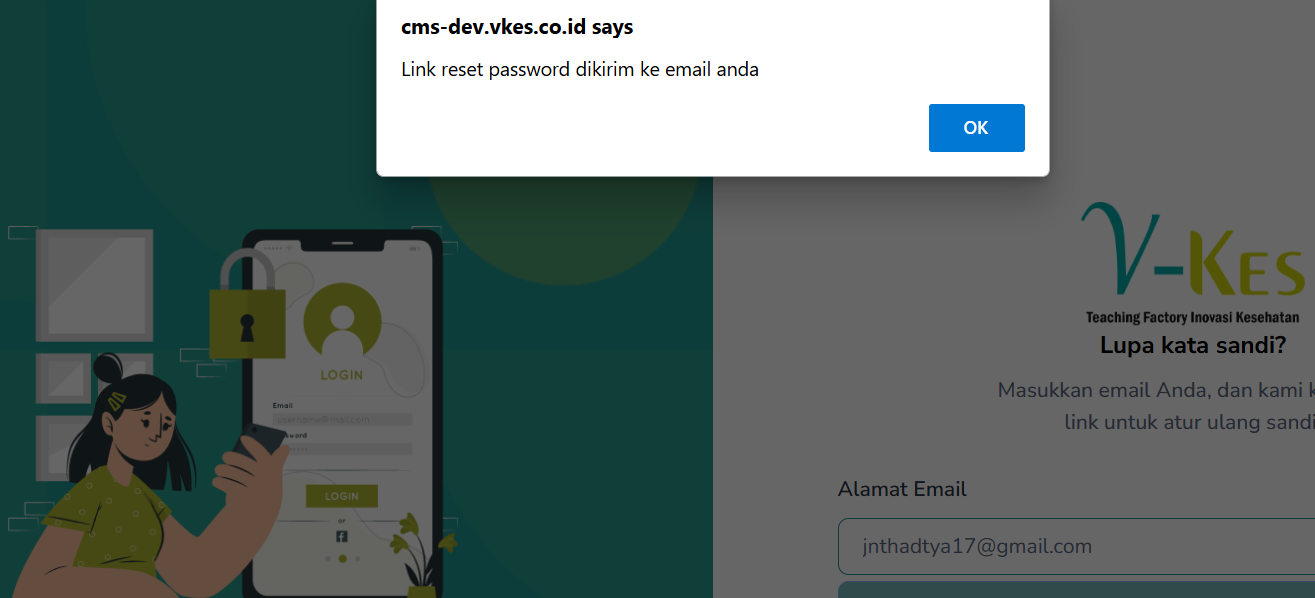 cms-dev.vkes.co.id says
Link reset password dikirim ke email anda
OK
LOGIN
Email
LOGIN
or
V-KES
Teaching Factory Inovasi Kesehatan
Lupa kata sandi?
Masukkan email Anda, dan kami
link untuk atur ulang sandi
Alamat Email
jnthadtya17@gmail.com